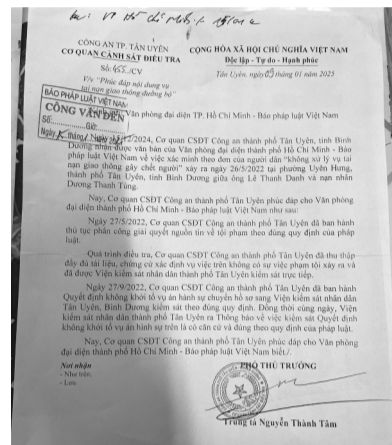 CÔNG AN TP. TÂN UYÊN
CƠ QUAN CẢNH SÁT ĐIỀU TRA
CỘNG HÒA XÃ HỘI CHỦ NGHĨA VIỆT NAM
Độc lập - Tự do - Hạnh phúc
Số: 455/CV
Tân Uyên, ngày 03 tháng 01 năm 2025
V/v "Phúc đáp nội dung vụ
tai nạn giao thông đường bộ"
BÁO PHÁP LUẬT VIỆT NAM
CÔNG VĂN ĐẾN
Số:
Giờ:
Ngày
Văn phòng đại diện TP. Hồ Chí Minh - Báo pháp luật Việt Nam
/12/2024, Cơ quan CSĐT Công an thành phố Tân Uyên, tỉnh Bình
Dương nhận được văn bản của Văn phòng đại diện thành phố Hồ Chí Minh - Báo
pháp luật Việt Nam về việc xác minh theo đơn của người dân "không xử lý vụ tai
nạn giao thông gây chết người" xảy ra ngày 26/5/2022 tại phường Uyên Hưng,
thành phố Tân Uyên, tỉnh Bình Dương giữa ông Lê Thanh Danh và nạn nhân
Dương Thanh Tùng.
Nay, Cơ quan CSĐT Công an thành phố Tân Uyên phúc đáp cho Văn phòng
đại diện thành phố Hồ Chí Minh - Báo pháp luật Việt Nam như sau:
Ngày 27/5/2022, Cơ quan CSĐT Công an thành phố Tân Uyên đã ban hành
thủ tục phân công giải quyết nguồn tin về tội phạm theo đúng quy định của pháp
luật.
Quá trình điều tra, Cơ quan CSĐT Công an thành phố Tân Uyên đã thu thập
đầy đủ tài liệu, chứng cứ xác định vụ việc trên không có sự việc phạm tội xảy ra và
đã được Viện kiểm sát nhân dân thành phố Tân Uyên kiểm sát trực tiếp.
Ngày 27/9/2022, Cơ quan CSĐT Công an thành phố Tân Uyên đã ban hành
Quyết định không khởi tố vụ án hình sự chuyển hồ sơ sang Viện kiểm sát nhân dân
Tân Uyên, Bình Dương kiểm sát theo đúng quy định. Đồng thời cùng ngày, Viện
kiểm sát nhân dân thành phố Tân Uyên ra Thông báo về việc kiểm sát Quyết định
không khởi tố vụ án hình sự trên là có căn cứ và đúng theo quy định của pháp luật.
Nay, Cơ quan CSĐT Công an thành phố Tân Uyên phúc đáp cho Văn phòng
đại diện thành phố Hồ Chí Minh - Báo pháp luật Việt Nam biết/.
Nơi nhận
- Như trên,
- Lưu.
PHÓ THỦ TRƯỞNG
Trung tá Nguyễn Thành Tâm